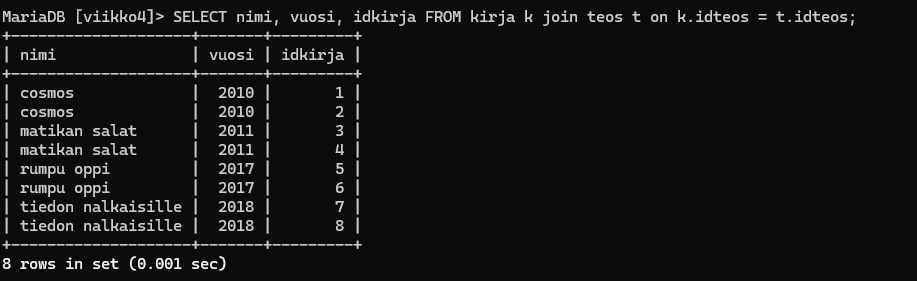 MariaDB [viikko4]> SELECT nimi, vuosi, idkirja FROM kirja k join teos t on k.idteos = t.idteos;
+--------------------+-------+---------+
| nimi               | vuosi | idkirja |
+--------------------+-------+---------+
| cosmos             |  2010 |       1 |
| cosmos             |  2010 |       2 |
| matikan salat      |  2011 |       3 |
| matikan salat      |  2011 |       4 |
| rumpu oppi         |  2017 |       5 |
| rumpu oppi         |  2017 |       6 |
| tiedon nalkaisille |  2018 |       7 |
| tiedon nalkaisille |  2018 |       8 |
+--------------------+-------+---------+
8 rows in set (0.001 sec)